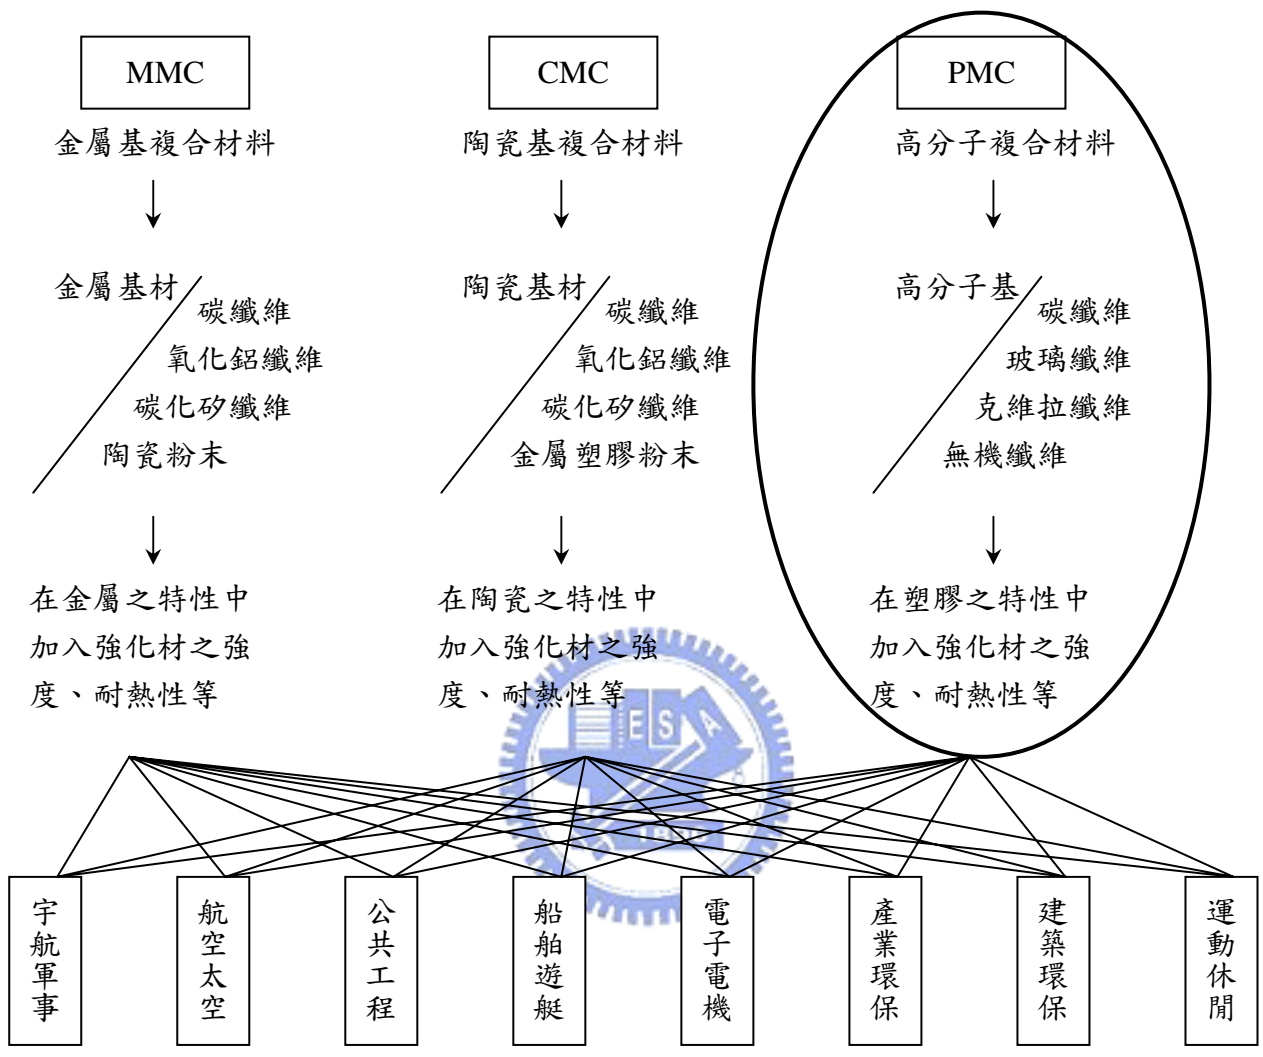 MMC
金屬基複合材料
金屬基材
碳纖維
氧化鋁纖維
碳化矽纖維
陶瓷粉末
在金屬之特性中
加入強化材之強
度、耐熱性等
CMC
陶瓷基複合材料
陶瓷基材
碳纖維
氧化鋁纖維
碳化矽纖維
金屬塑膠粉末
在陶瓷之特性中
加入強化材之強
度、耐熱性等
PMC
高分子複合材料
高分子基
碳纖維
玻璃纖維
克維拉纖維
無機纖維
在塑膠之特性中
加入強化材之強
度、耐熱性等
ESA
1896
宇航軍事
航空太空
公共工程
船舶遊艇
電子電機
產業環保
建築環保
運動休閒